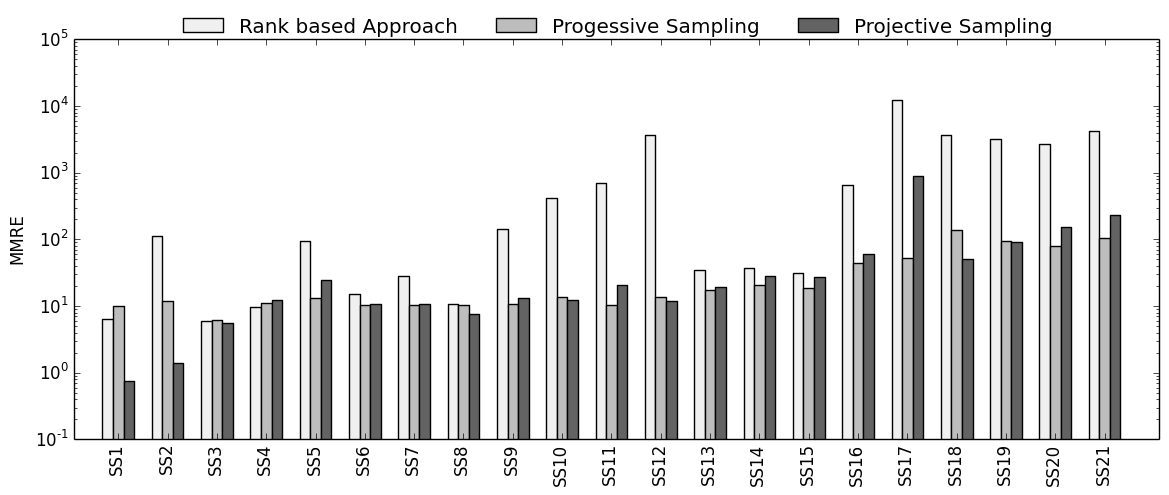 Rank based Approach Progessive Sampling Projective Sampling
10^5
10^4
10^3
10^2
10^1
10^0
10^-1
MMRE
SS1 SS2 SS3 SS4 SS5 SS6 SS7 SS8 SS9 SS10 SS11 SS12 SS13 SS14 SS15 SS16 SS17 SS18 SS19 SS20 SS21